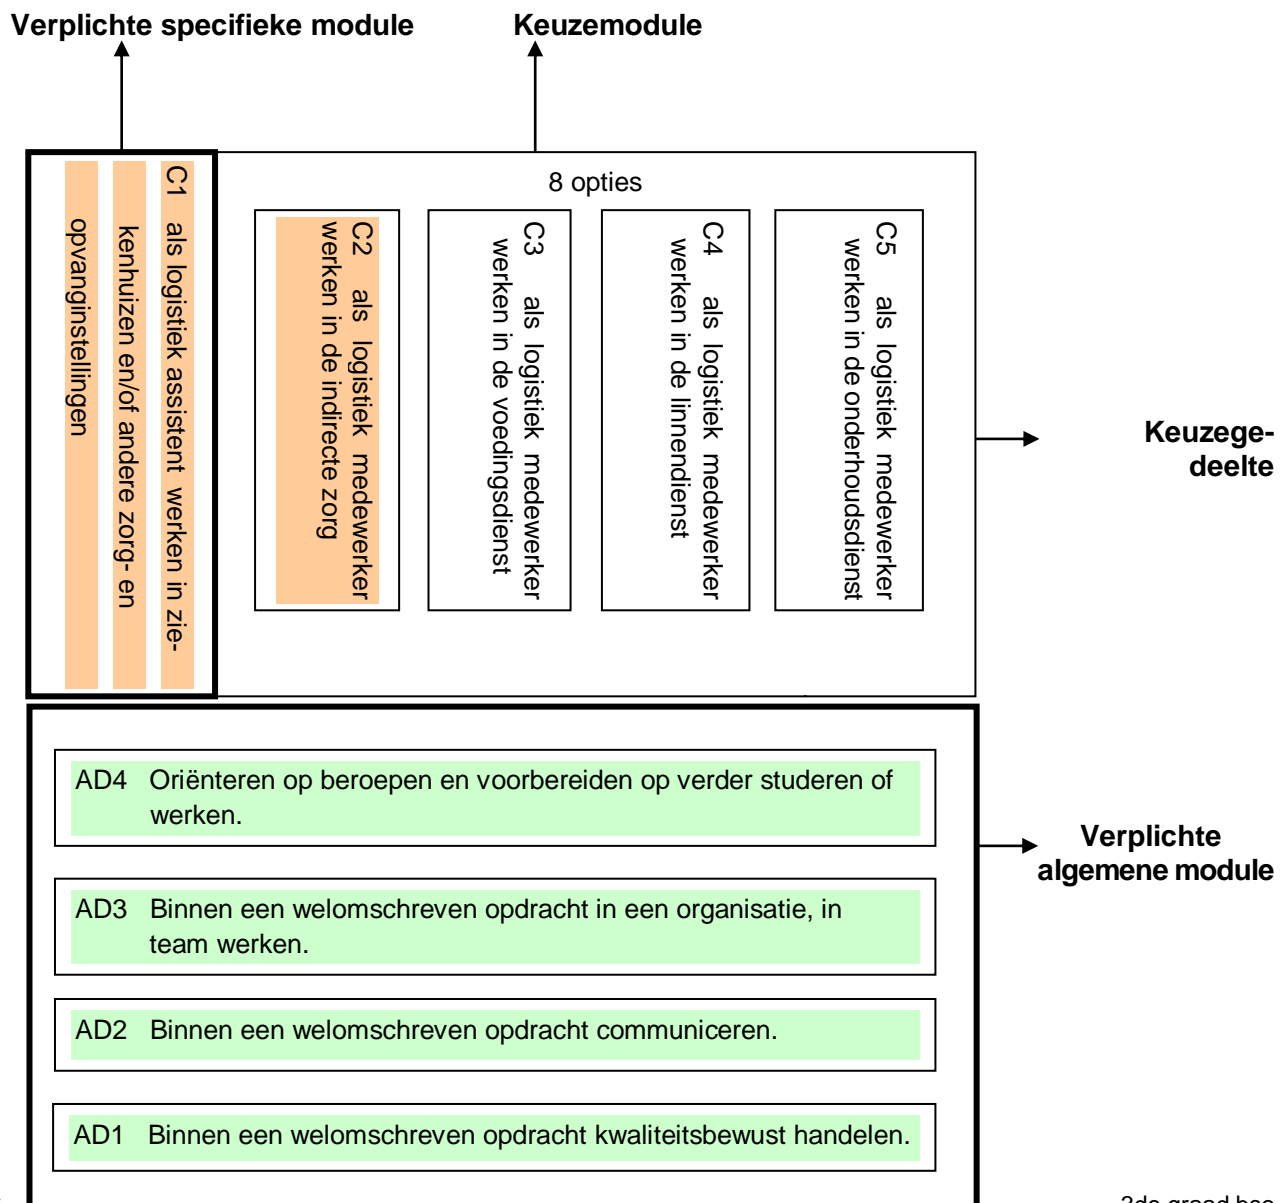 Verplichte specifieke module
Keuzemodule
8 opties
C1 als logistiek assistent werken in zie-
kenhuizen en/of andere zorg- en
opvanginstellingen
C2 als logistiek medewerker
werken in de indirecte zorg
C3 als logistiek medewerker
werken in de voedingsdienst
C4 als logistiek medewerker
werken in de linnendienst
C5 als logistiek medewerker
werken in de onderhoudsdienst
Keuzege-
deelte
AD4 Oriënteren op beroepen en voorbereiden op verder studeren of
werken.
AD3 Binnen een welomschreven opdracht in een organisatie, in
team werken.
AD2 Binnen een welomschreven opdracht communiceren.
AD1 Binnen een welomschreven opdracht kwaliteitsbewust handelen.
Verplichte
algemene module